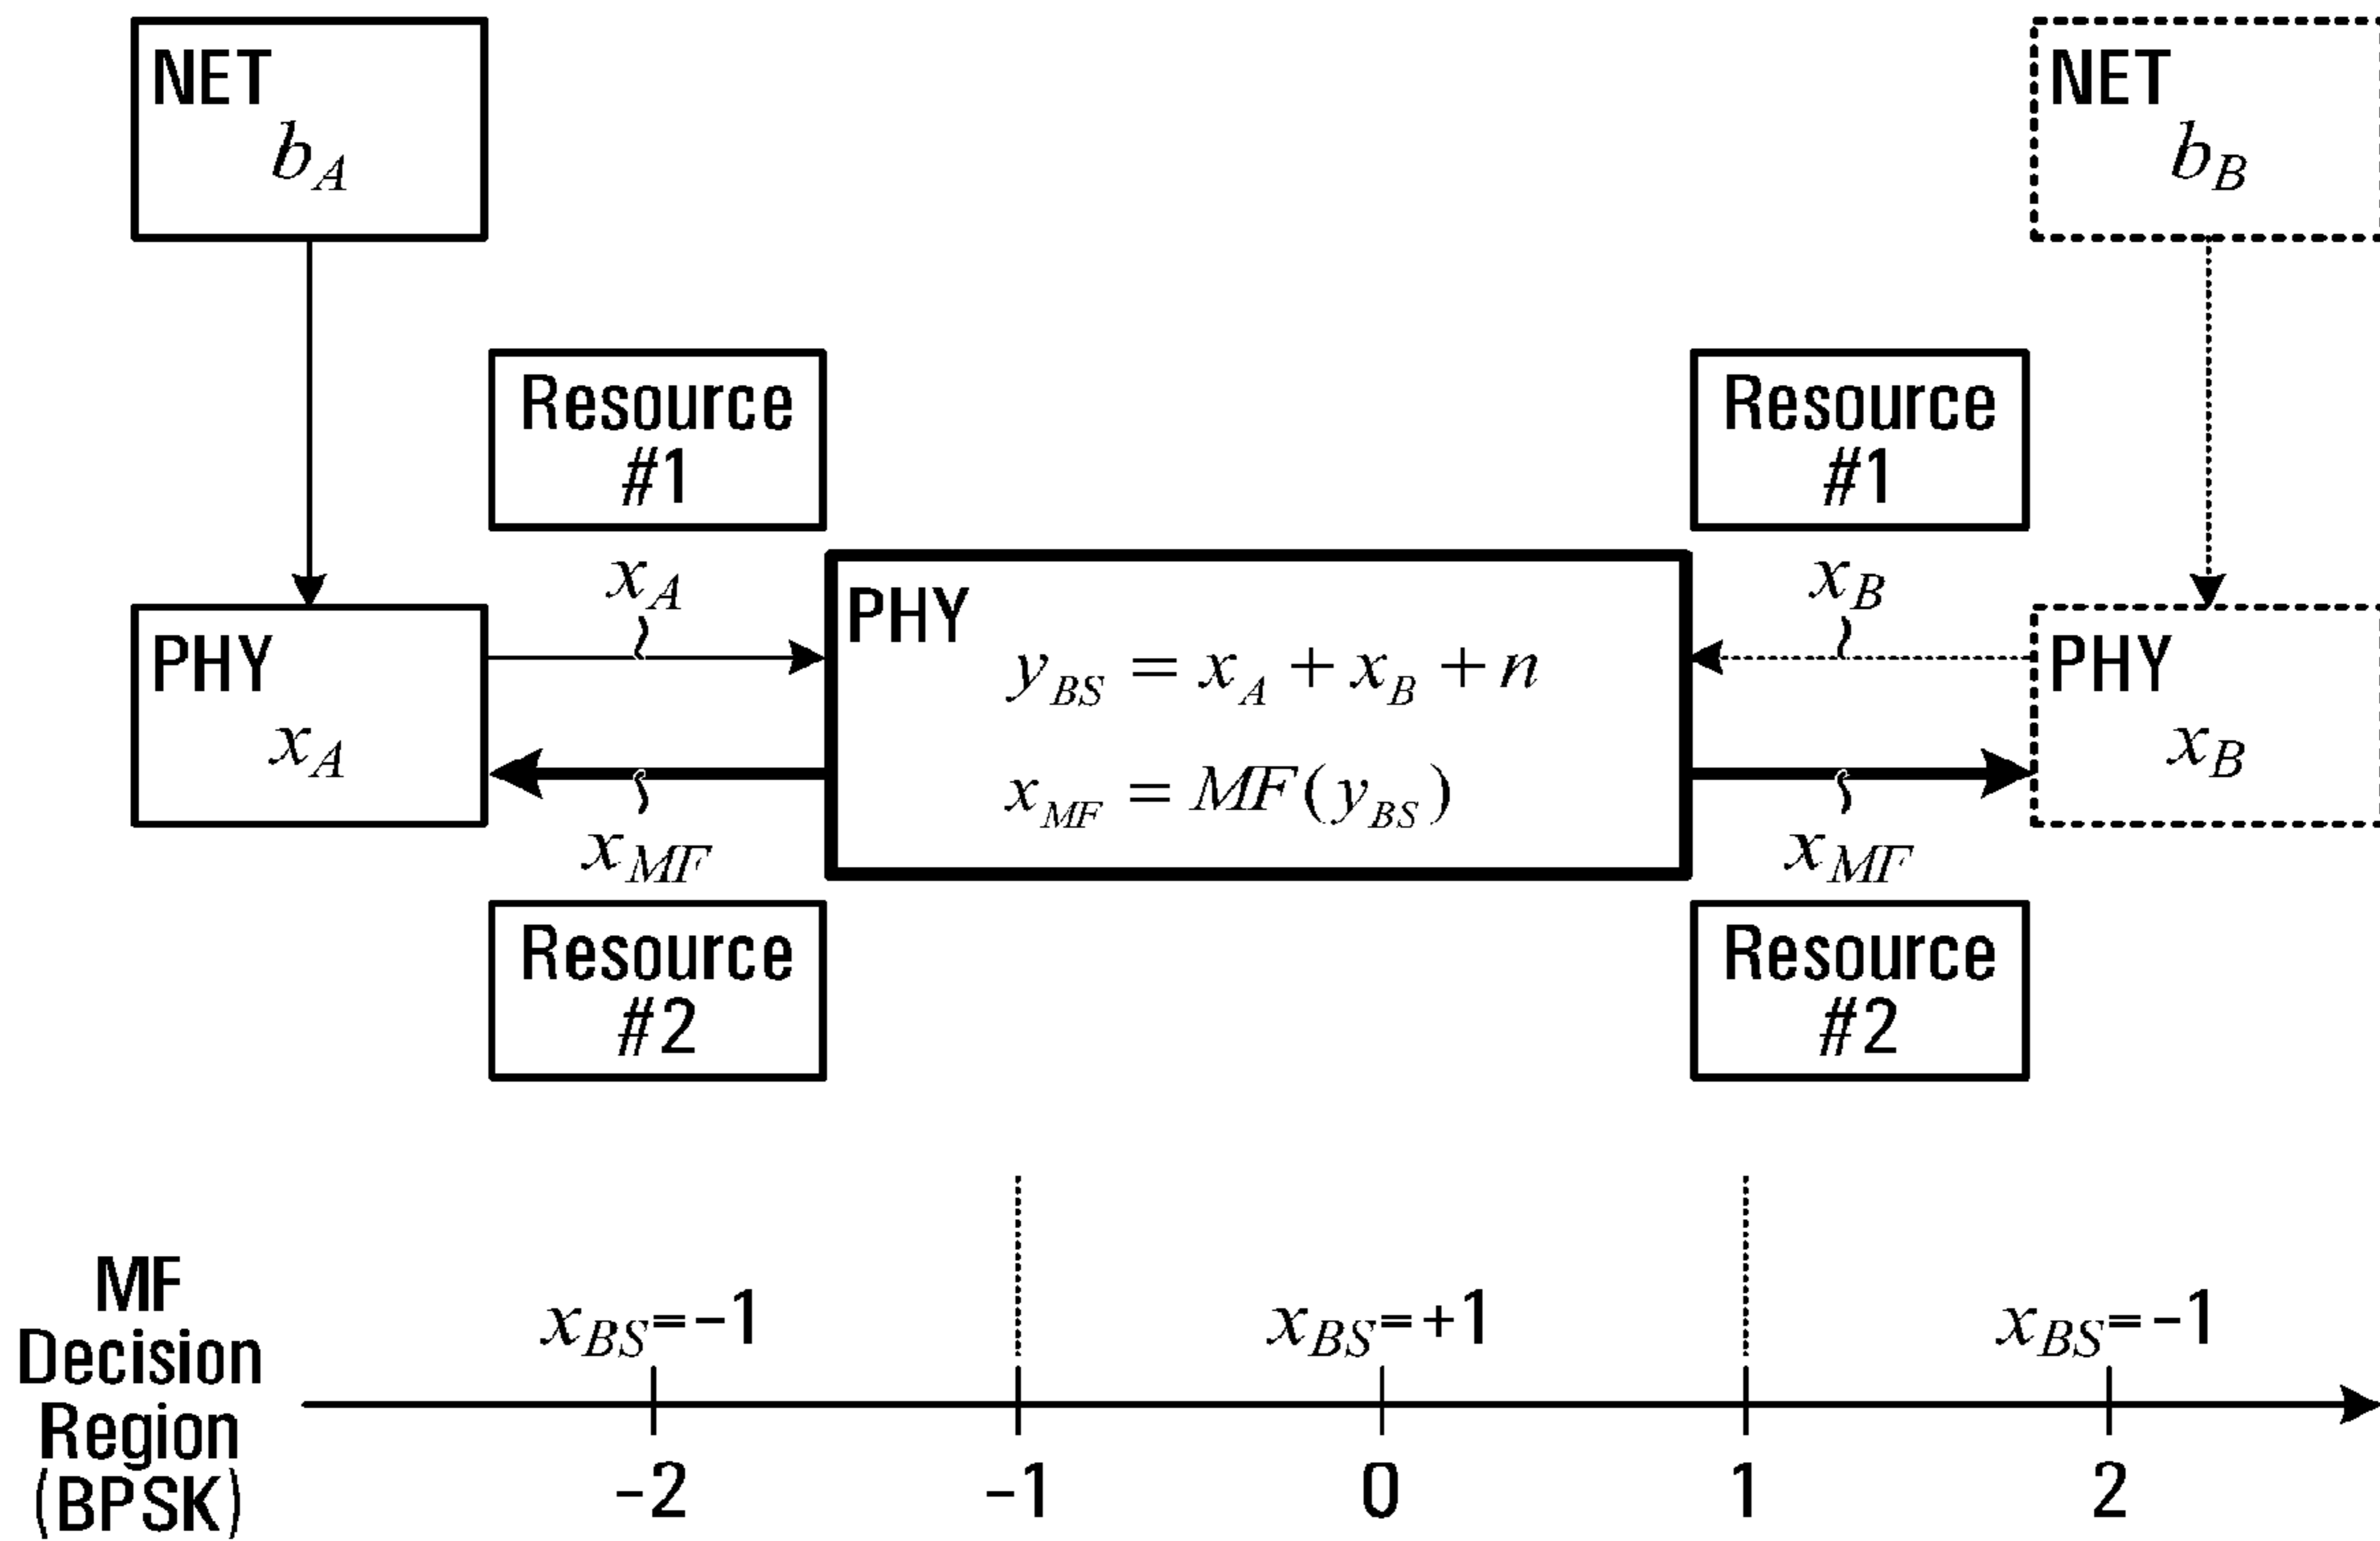 NET
b_A
NET
b_B
Resource
#1
Resource
#1
x_A
x_B
PHY
x_A
PHY
y_BS = x_A + x_B + n
x_MF = MF(y_BS)
PHY
x_B
x_MF
x_MF
Resource
#2
Resource
#2
MF
Decision
Region
(BPSK)
x_BS=-1
x_BS=+1
x_BS=-1
-2
-1
0
1
2